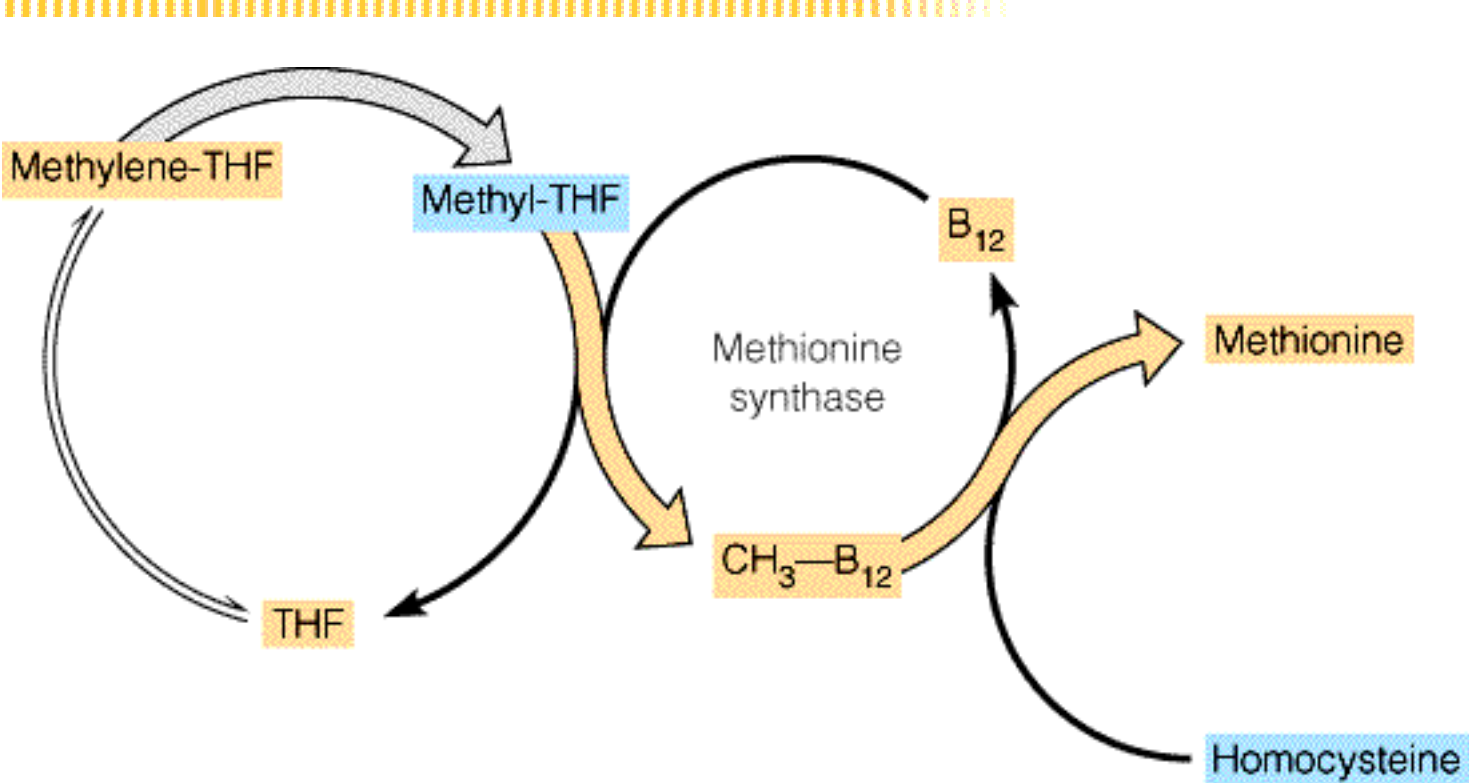 Methylene-THF
Methyl-THF
B12
Methionine
synthase
Methionine
CH3—B12
THF
Homocysteine